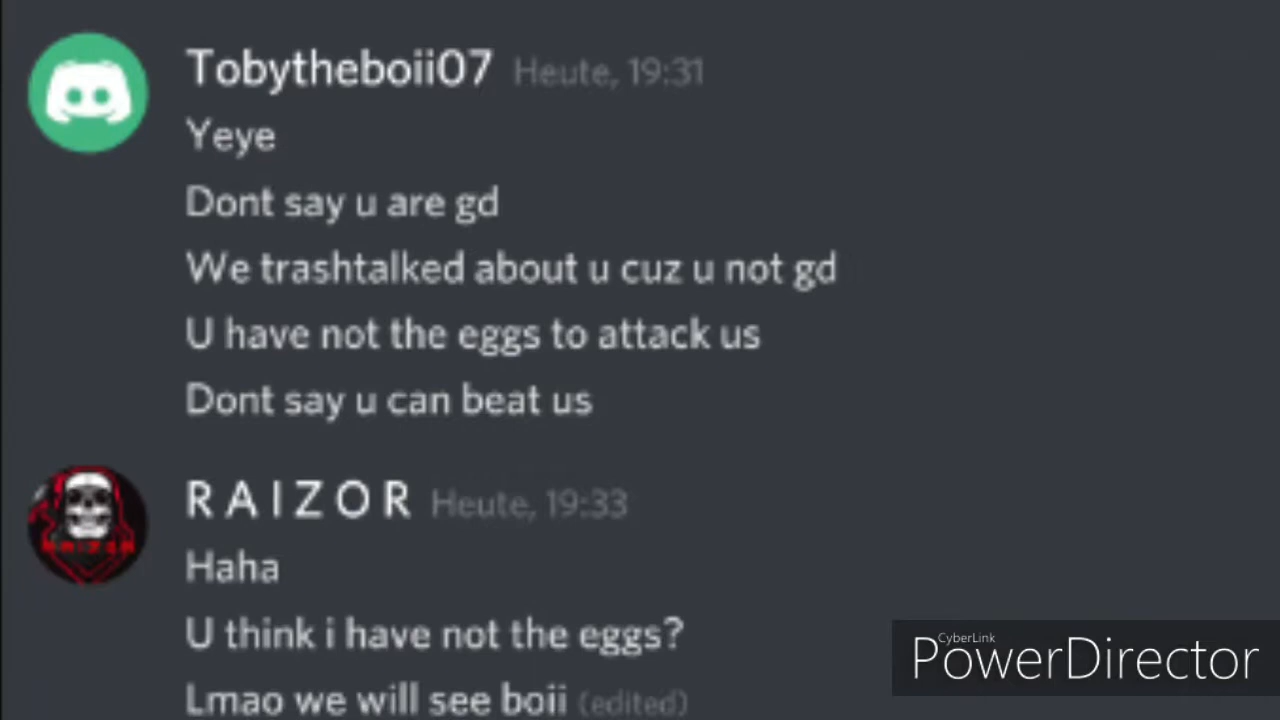 Tobytheboii07 Heute, 19:31
Yeye
Dont say u are gd
We trashtalked about u cuz u not gd
U have not the eggs to attack us
Dont say u can beat us
R A I Z O R Heute, 19:33
Haha
U think i have not the eggs?
Lmao we will see boii (edited)
RAIZOR
CyberLink
PowerDirector